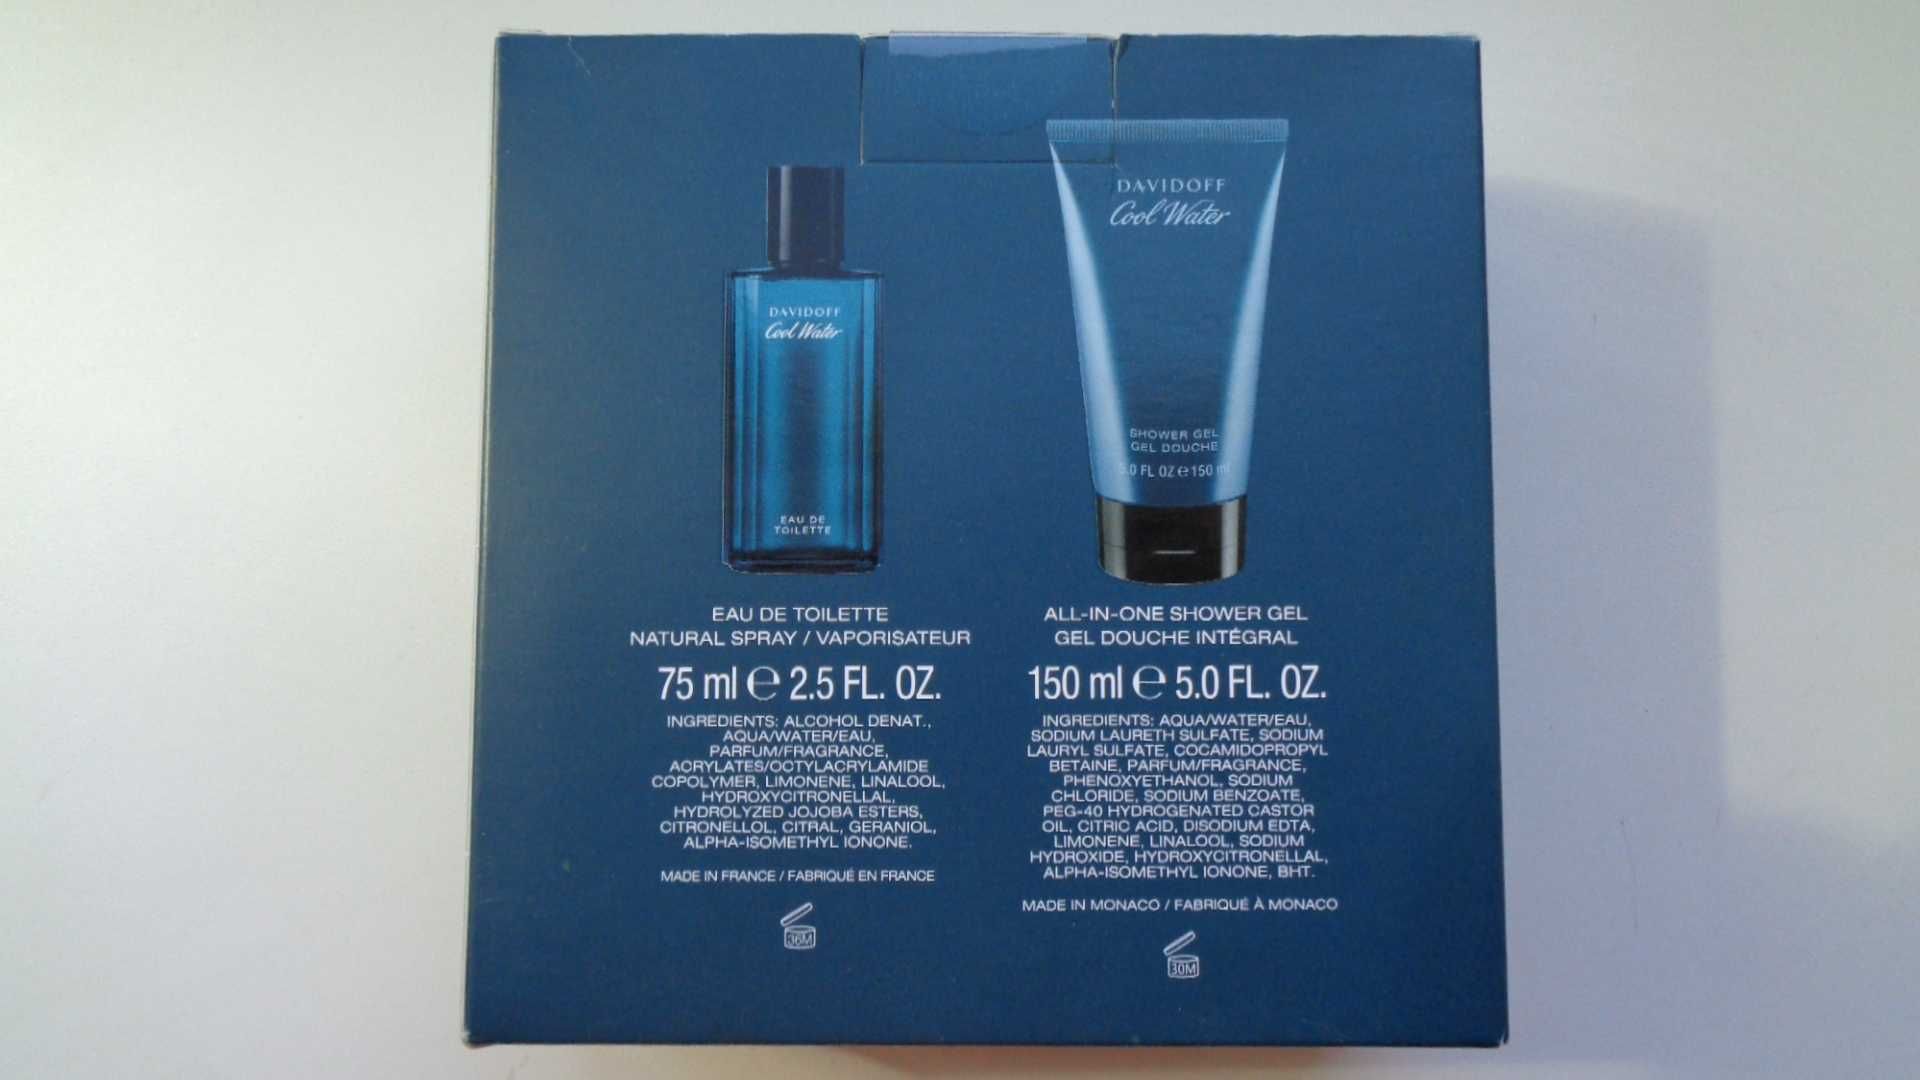 DAVIDOFF
Cool Water
EAU DE
TOILETTE
EAU DE TOILETTE
NATURAL SPRAY / VAPORISATEUR
75 ml ℮ 2.5 FL. OZ.
INGREDIENTS: ALCOHOL DENAT.,
AQUA/WATER/EAU,
PARFUM/FRAGRANCE,
ACRYLATES/OCTYLACRYLAMIDE
COPOLYMER, LIMONENE, LINALOOL,
HYDROXYCITRONELLAL,
HYDROLYZED JOJOBA ESTERS,
CITRONELLOL, CITRAL, GERANIOL,
ALPHA-ISOMETHYL IONONE.
MADE IN FRANCE / FABRIQUÉ EN FRANCE
36M
DAVIDOFF
Cool Water
SHOWER GEL
GEL DOUCHE
5.0 FL OZ ℮ 150 ml
ALL-IN-ONE SHOWER GEL
GEL DOUCHE INTÉGRAL
150 ml ℮ 5.0 FL. OZ.
INGREDIENTS: AQUA/WATER/EAU,
SODIUM LAURETH SULFATE, SODIUM
LAURYL SULFATE, COCAMIDOPROPYL
BETAINE, PARFUM/FRAGRANCE,
PHENOXYETHANOL, SODIUM
CHLORIDE, SODIUM BENZOATE,
PEG-40 HYDROGENATED CASTOR
OIL, CITRIC ACID, DISODIUM EDTA,
LIMONENE, LINALOOL, SODIUM
HYDROXIDE, HYDROXYCITRONELLAL,
ALPHA-ISOMETHYL IONONE, BHT.
MADE IN MONACO / FABRIQUÉ À MONACO
30M